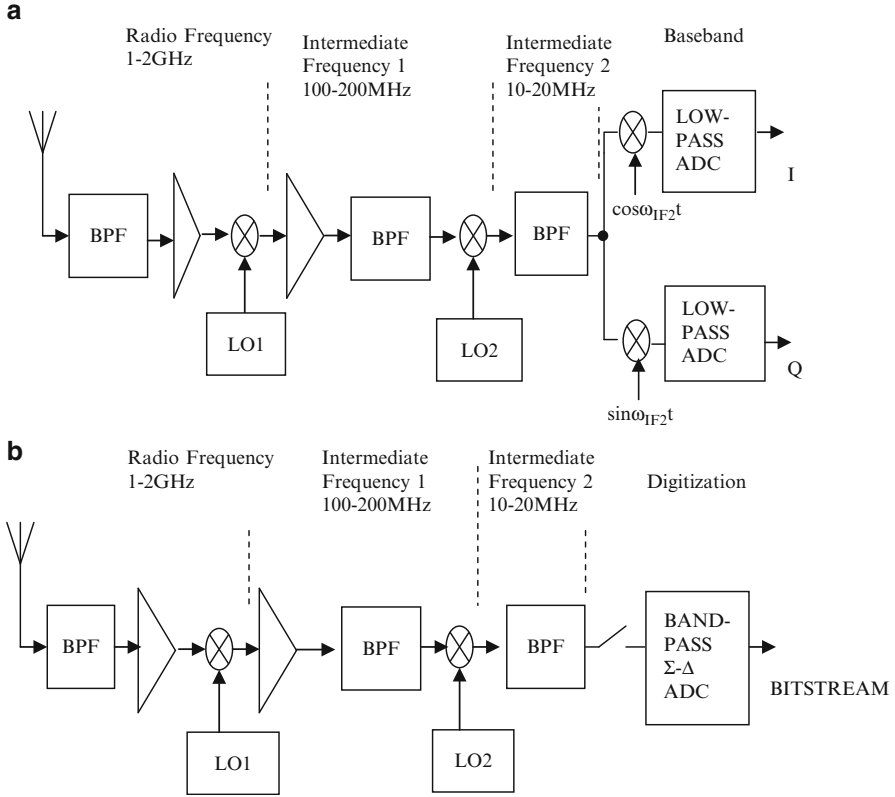 a
Radio Frequency
1-2GHz
Intermediate
Frequency 1
100-200MHz
Intermediate
Frequency 2
10-20MHz
Baseband
BPF
LO1
BPF
LO2
BPF
cosω_IF2t
LOW-
PASS
ADC
I
sinω_IF2t
LOW-
PASS
ADC
Q
b
Radio Frequency
1-2GHz
Intermediate
Frequency 1
100-200MHz
Intermediate
Frequency 2
10-20MHz
Digitization
BPF
LO1
BPF
LO2
BPF
BAND-
PASS
Σ-Δ
ADC
BITSTREAM